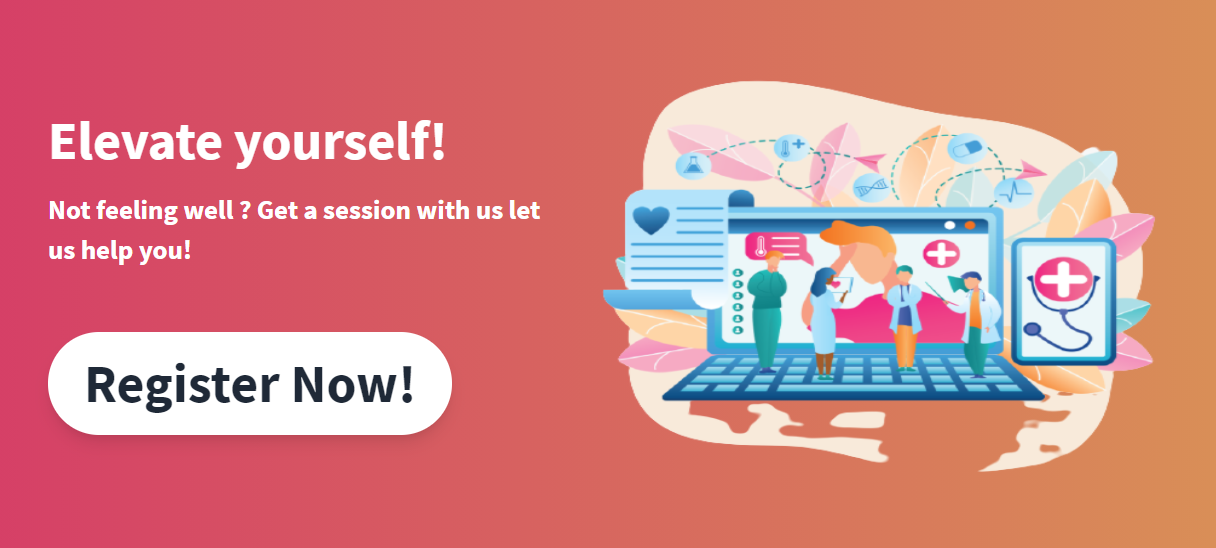 Elevate yourself!
Not feeling well ? Get a session with us let
us help you!
Register Now!